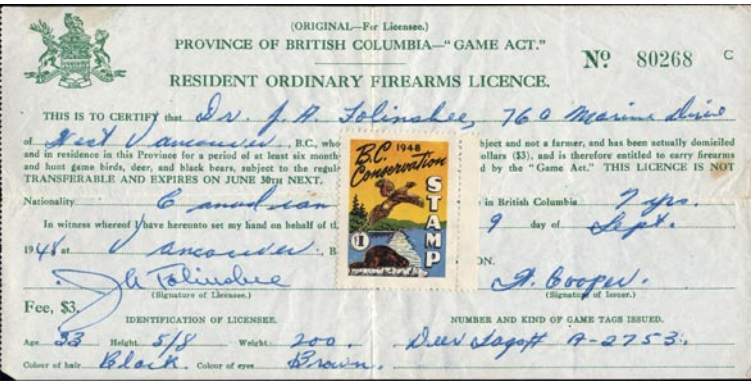 (ORIGINAL—For Licensee.)
PROVINCE OF BRITISH COLUMBIA—"GAME ACT."
Nº 80268 C
RESIDENT ORDINARY FIREARMS LICENCE.
THIS IS TO CERTIFY that Dr. J. A. Tolinshee, 760 Marine Drive
of West Vancouver, B.C., who bject and not a farmer, and has been actually domiciled
and in residence in this Province for a period of at least six month ollars ($3), and is therefore entitled to carry firearms
and hunt game birds, deer, and black bears, subject to the regul d by the "Game Act." THIS LICENCE IS NOT
TRANSFERABLE AND EXPIRES ON JUNE 30TH NEXT.
B.C. 1948
Conservation
STAMP
$1
Nationality Canadian in British Columbia 7 yrs.
In witness whereof I have hereunto set my hand on behalf of t 9 day of Sept.
1948 at Vancouver, B ON.
J A Tolinshee H. Cooper.
(Signature of Licensee.) (Signature of Issuer.)
Fee, $3.
IDENTIFICATION OF LICENSEE. NUMBER AND KIND OF GAME TAGS ISSUED.
Age 33 Height 5/8 Weight 200. Deer A-2753.
Colour of hair Black. Colour of eyes Brown.